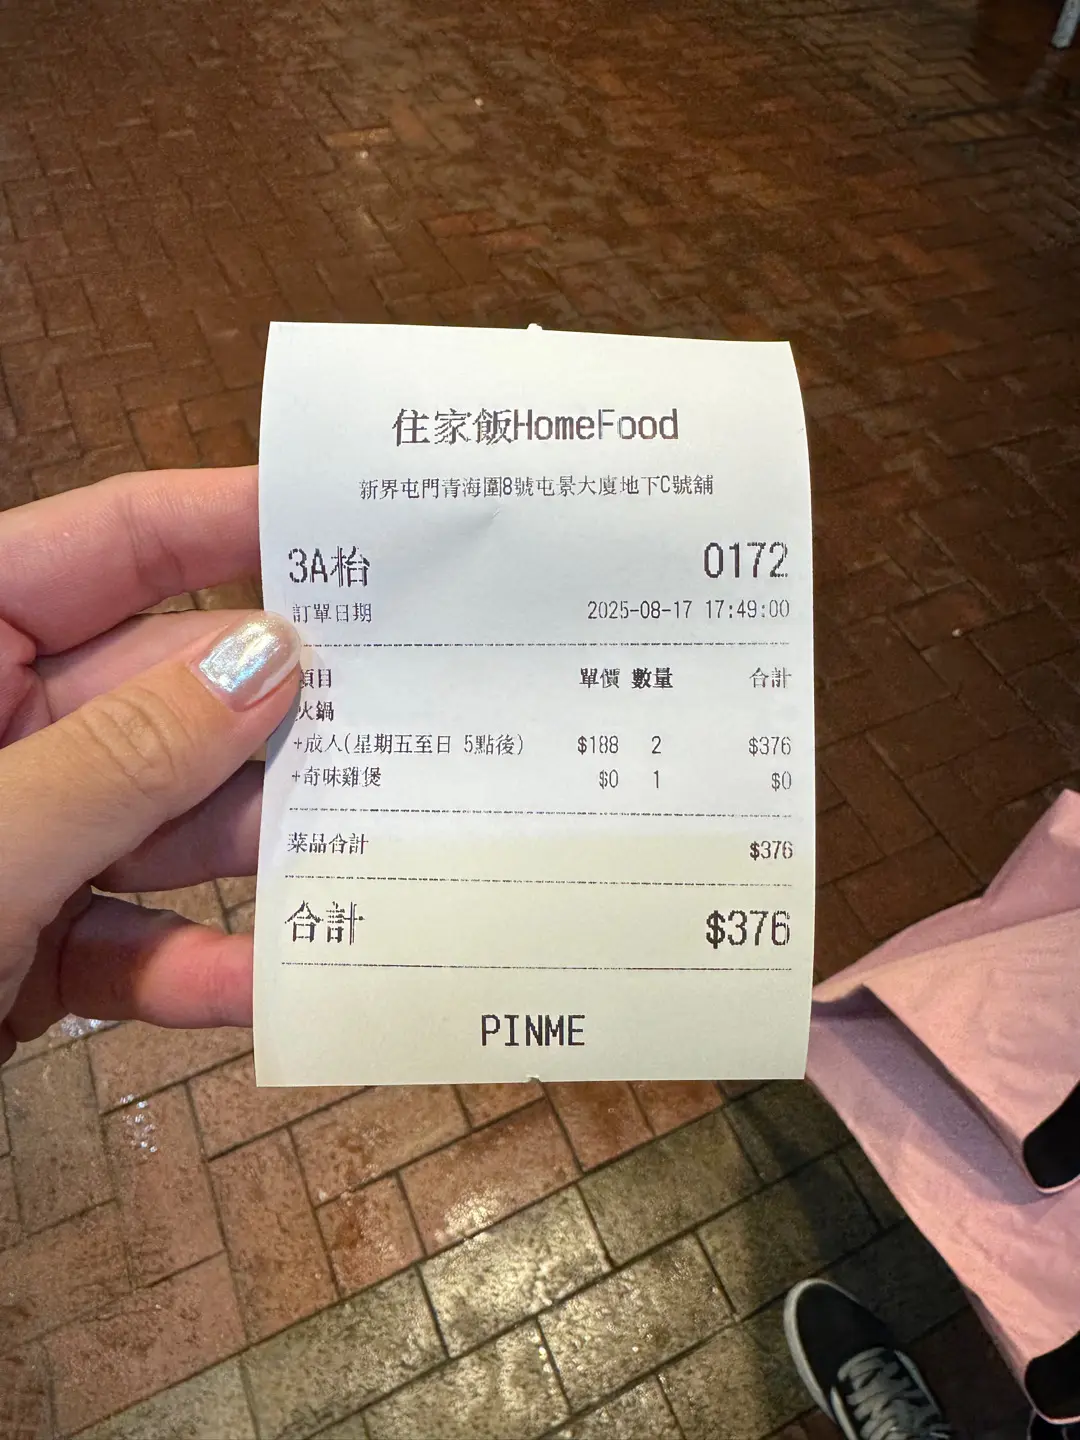 住家飯HomeFood
新界屯門青海圍8號屯景大廈地下C號舖
3A枱 0172
訂單日期 2025-08-17 17:49:00
項目 單價 數量 合計
火鍋
+成人(星期五至日 5點後) $188 2 $376
+奇味雞煲 $0 1 $0
菜品合計 $376
合計 $376
PINME